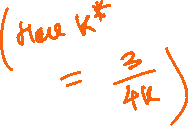 (Here K*
= 3/4K)